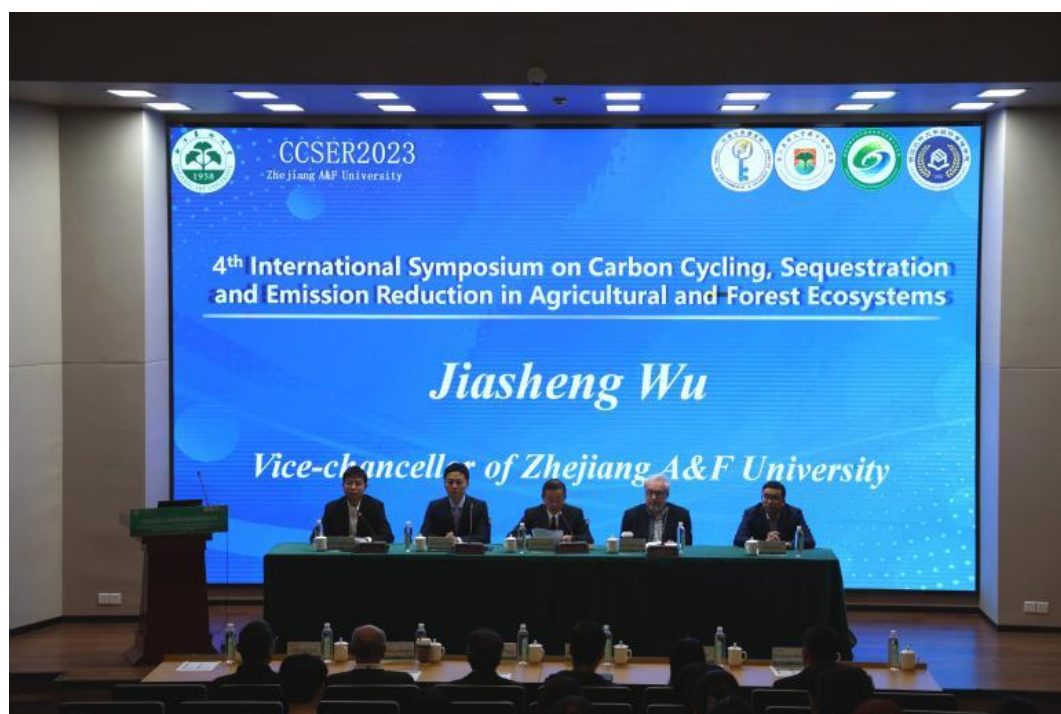 CCSER2023
Zhejiang A&F University
1958
4th International Symposium on Carbon Cycling, Sequestration
and Emission Reduction in Agricultural and Forest Ecosystems
Jiasheng Wu
Vice-chancellor of Zhejiang A&F University